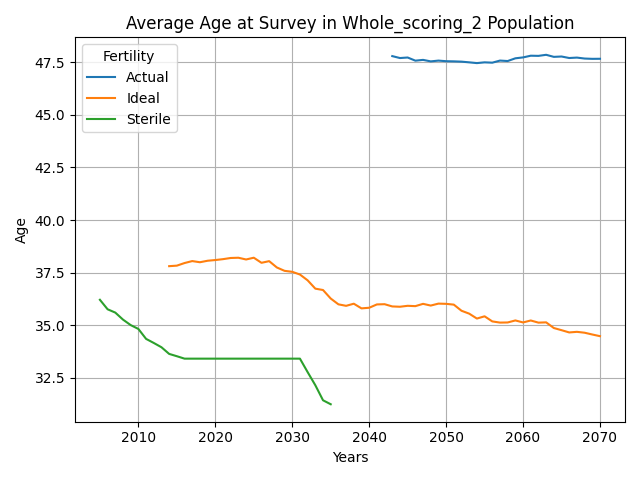 Average Age at Survey in Whole_scoring_2 Population
Fertility
Actual
Ideal
Sterile
47.5
45.0
42.5
40.0
37.5
35.0
32.5
Age
2010 2020 2030 2040 2050 2060 2070
Years